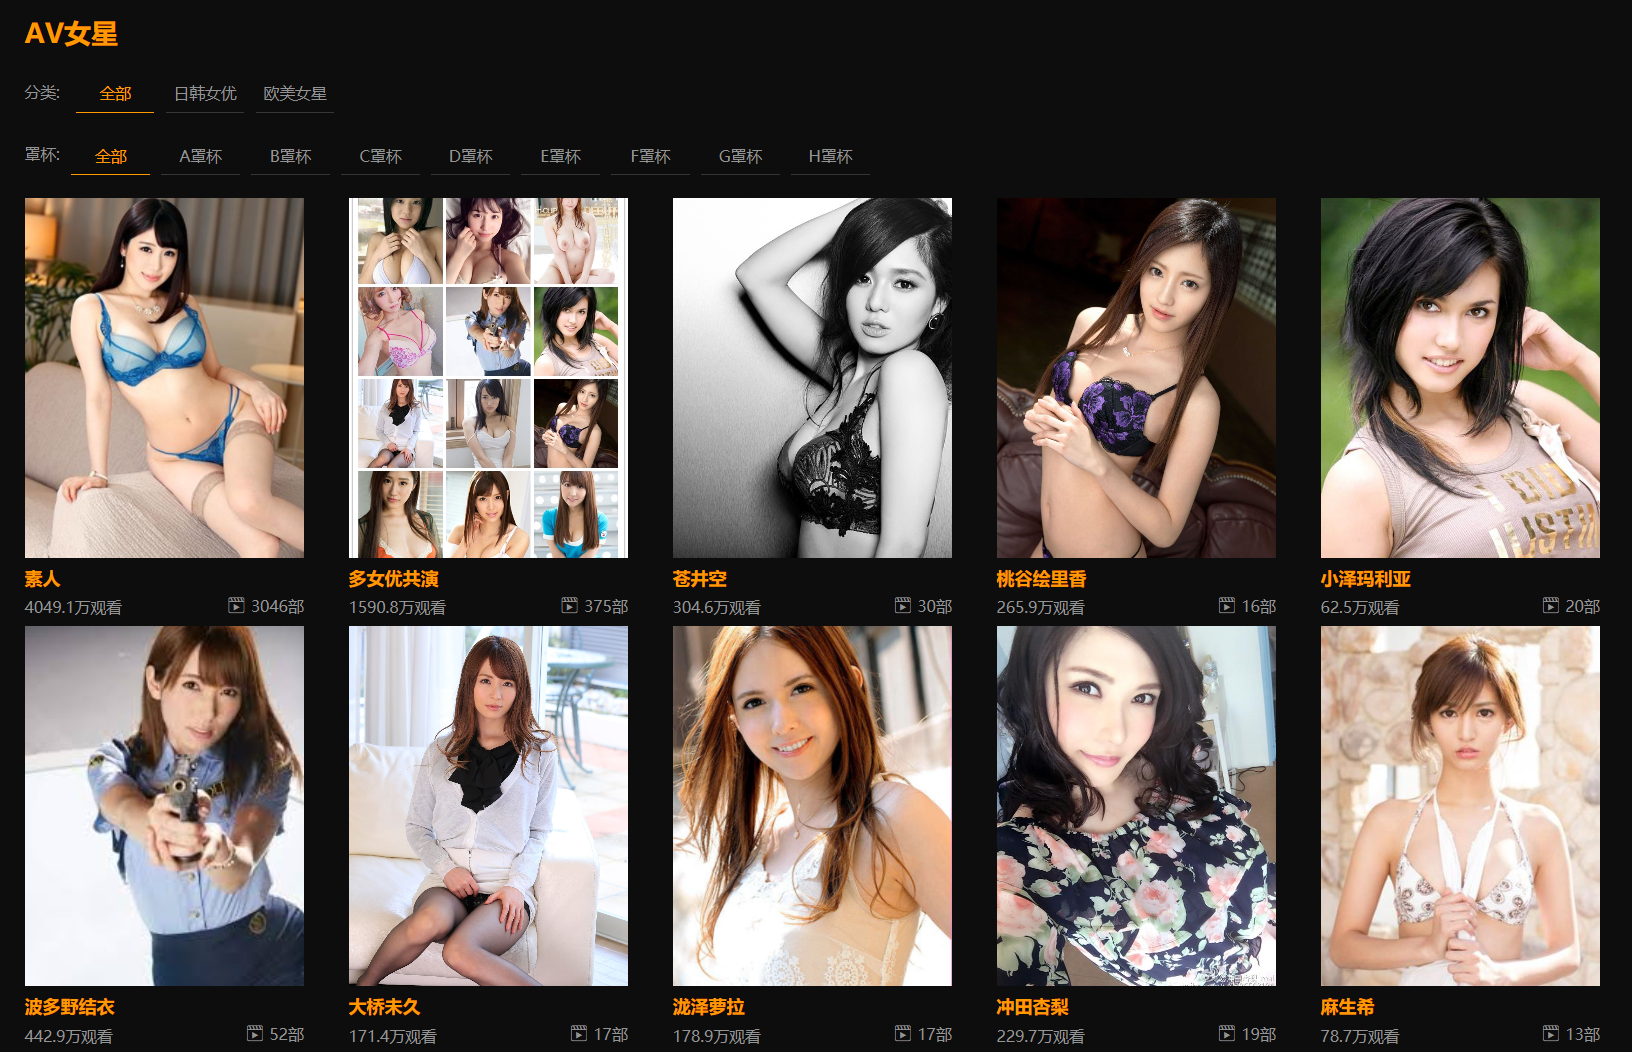 AV女星
分类: 全部 日韩女优 欧美女星
罩杯: 全部 A罩杯 B罩杯 C罩杯 D罩杯 E罩杯 F罩杯 G罩杯 H罩杯
素人 多女优共演 苍井空 桃谷绘里香 小泽玛利亚
4049.1万观看 3046部 1590.8万观看 375部 304.6万观看 30部 265.9万观看 16部 62.5万观看 20部
波多野结衣 大桥未久 泷泽萝拉 冲田杏梨 麻生希
442.9万观看 52部 171.4万观看 17部 178.9万观看 17部 229.7万观看 19部 78.7万观看 13部